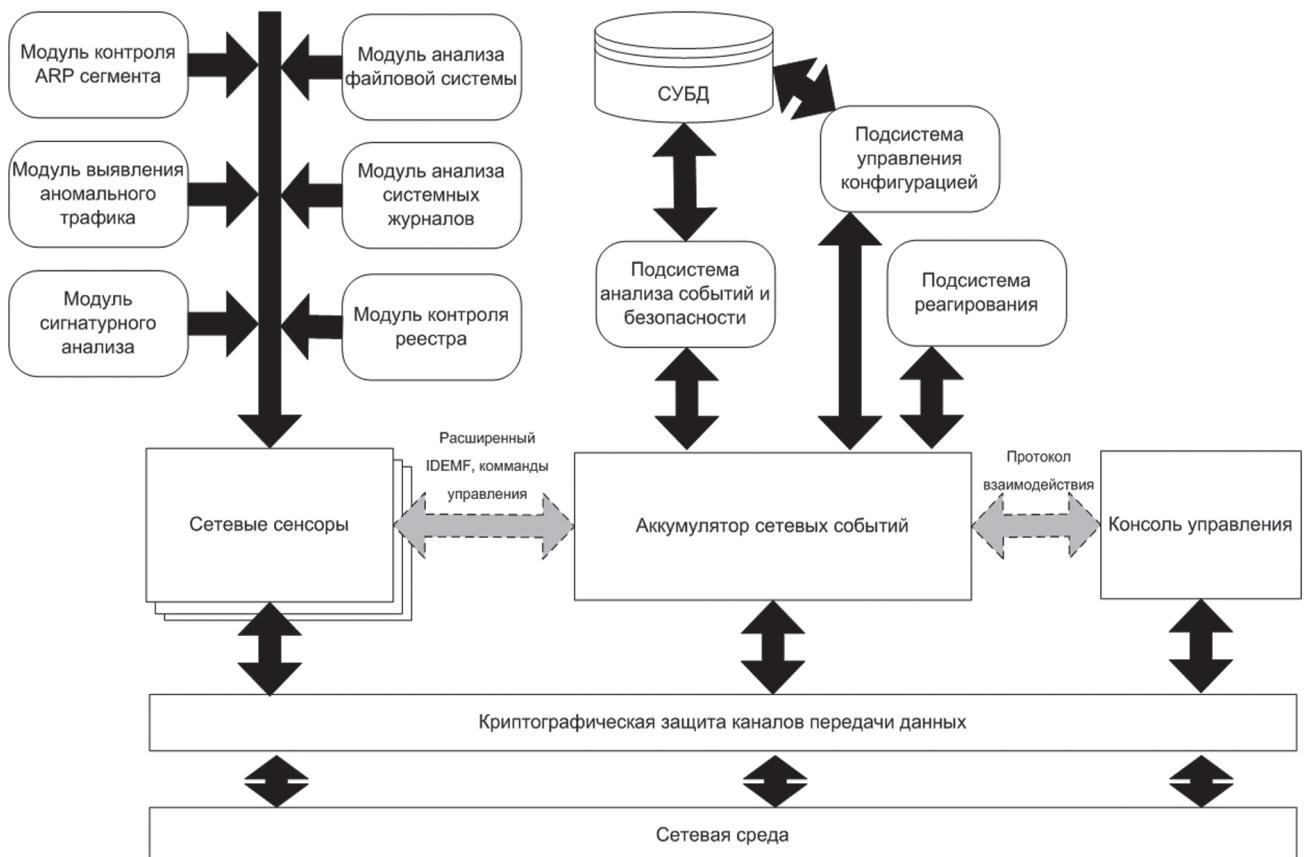 Модуль контроля
ARP сегмента
Модуль анализа
файловой системы
СУБД
Подсистема
управления
конфигурацией
Модуль выявления
аномального
трафика
Модуль анализа
системных
журналов
Подсистема
анализа событий и
безопасности
Подсистема
реагирования
Модуль
сигнатурного
анализа
Модуль контроля
реестра
Расширенный
IDEMF, комманды
управления
Протокол
взаимодействия
Сетевые сенсоры
Аккумулятор сетевых событий
Консоль управления
Криптографическая защита каналов передачи данных
Сетевая среда